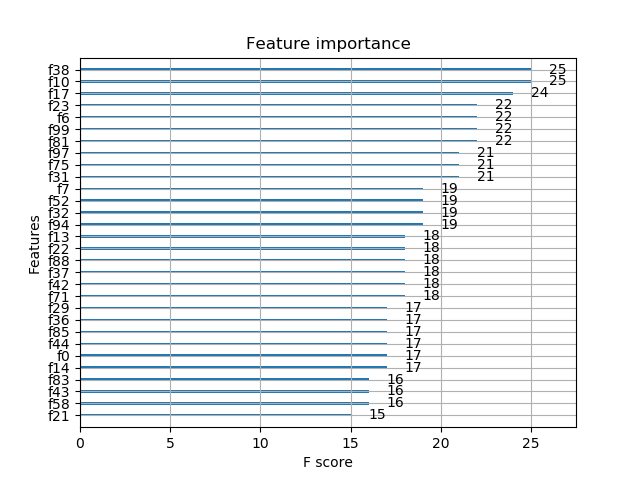 Feature importance
f38 25
f10 25
f17 24
f23 22
f6 22
f99 22
f81 22
f97 21
f75 21
f31 21
f7 19
f52 19
f32 19
f94 19
f13 18
f22 18
f88 18
f37 18
f42 18
f71 18
f29 17
f36 17
f85 17
f44 17
f0 17
f14 17
f83 16
f43 16
f58 16
f21 15
Features
0 5 10 15 20 25
F score